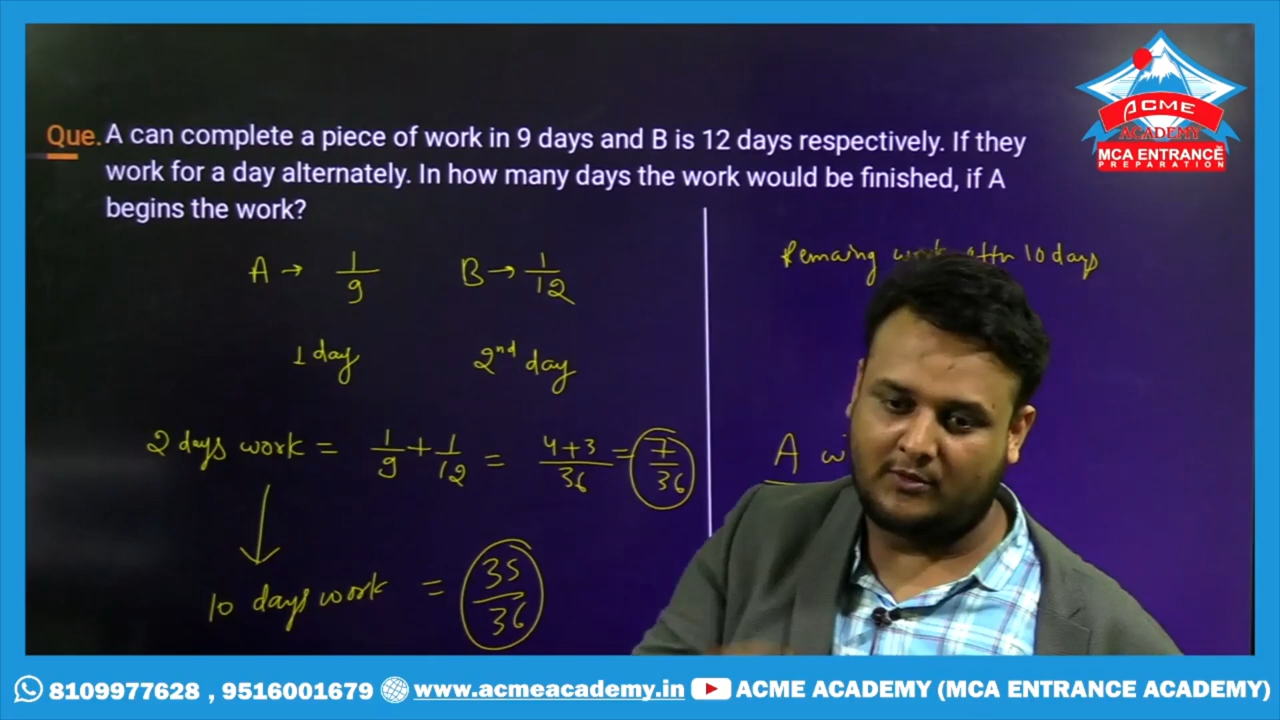 ACME
ACADEMY
MCA ENTRANCE
PREPARATION
Que. A can complete a piece of work in 9 days and B is 12 days respectively. If they
work for a day alternately. In how many days the work would be finished, if A
begins the work?
A → 1/9 B → 1/12
1 day 2nd day
2 days work = 1/9 + 1/12 = 4+3/36 = 7/36
10 days work = 35/36
Remaing work after 10 days
A
8109977628 , 9516001679 www.acmeacademy.in ACME ACADEMY (MCA ENTRANCE ACADEMY)